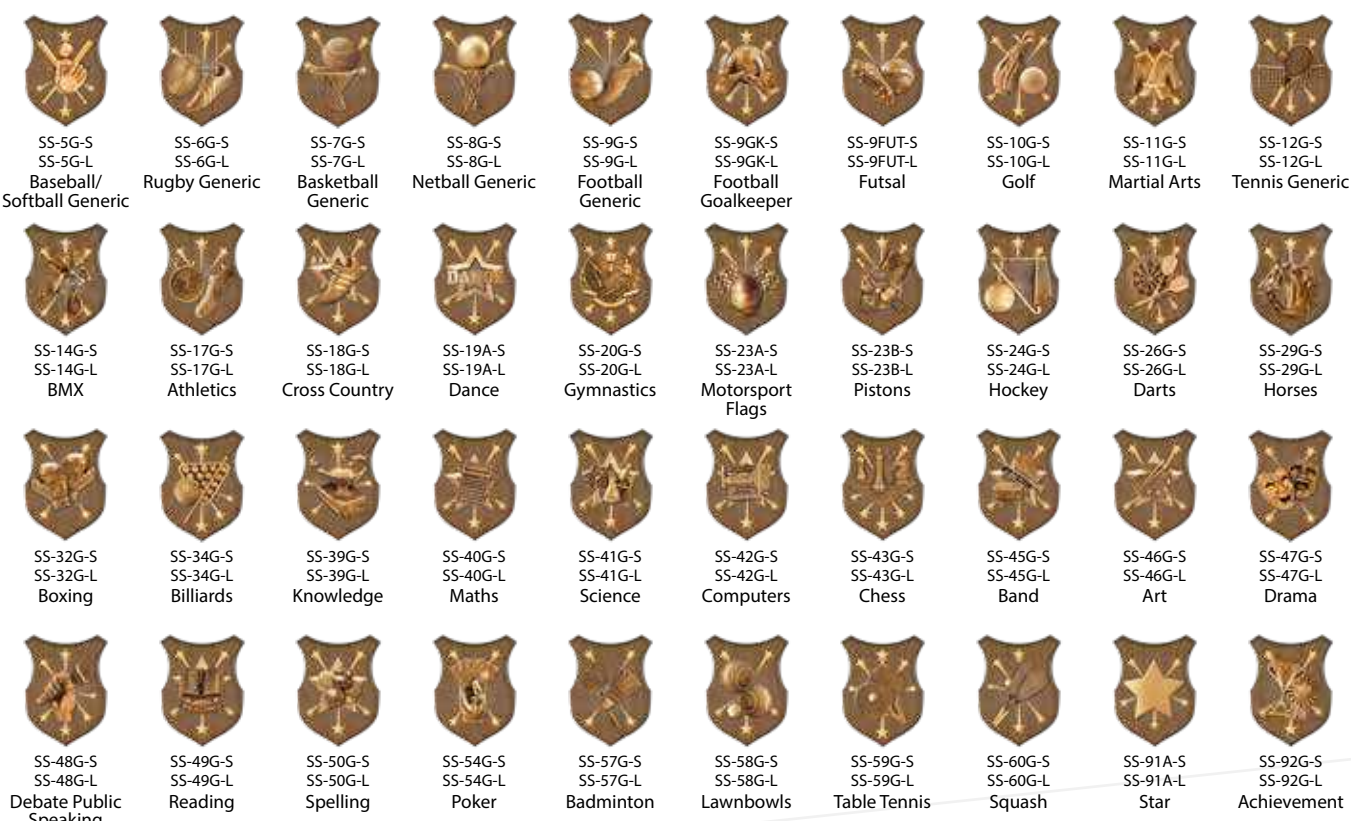 SS-5G-S
SS-5G-L
Baseball/
Softball Generic
SS-6G-S
SS-6G-L
Rugby Generic
SS-7G-S
SS-7G-L
Basketball
Generic
SS-8G-S
SS-8G-L
Netball Generic
SS-9G-S
SS-9G-L
Football
Generic
SS-9GK-S
SS-9GK-L
Football
Goalkeeper
SS-9FUT-S
SS-9FUT-L
Futsal
SS-10G-S
SS-10G-L
Golf
SS-11G-S
SS-11G-L
Martial Arts
SS-12G-S
SS-12G-L
Tennis Generic
SS-14G-S
SS-14G-L
BMX
SS-17G-S
SS-17G-L
Athletics
SS-18G-S
SS-18G-L
Cross Country
DANCE
SS-19A-S
SS-19A-L
Dance
SS-20G-S
SS-20G-L
Gymnastics
SS-23A-S
SS-23A-L
Motorsport
Flags
SS-23B-S
SS-23B-L
Pistons
SS-24G-S
SS-24G-L
Hockey
SS-26G-S
SS-26G-L
Darts
SS-29G-S
SS-29G-L
Horses
SS-32G-S
SS-32G-L
Boxing
SS-34G-S
SS-34G-L
Billiards
SS-39G-S
SS-39G-L
Knowledge
SS-40G-S
SS-40G-L
Maths
SS-41G-S
SS-41G-L
Science
SS-42G-S
SS-42G-L
Computers
SS-43G-S
SS-43G-L
Chess
SS-45G-S
SS-45G-L
Band
SS-46G-S
SS-46G-L
Art
SS-47G-S
SS-47G-L
Drama
SS-48G-S
SS-48G-L
Debate Public
Speaking
SS-49G-S
SS-49G-L
Reading
SS-50G-S
SS-50G-L
Spelling
SS-54G-S
SS-54G-L
Poker
SS-57G-S
SS-57G-L
Badminton
SS-58G-S
SS-58G-L
Lawnbowls
SS-59G-S
SS-59G-L
Table Tennis
SS-60G-S
SS-60G-L
Squash
SS-91A-S
SS-91A-L
Star
SS-92G-S
SS-92G-L
Achievement